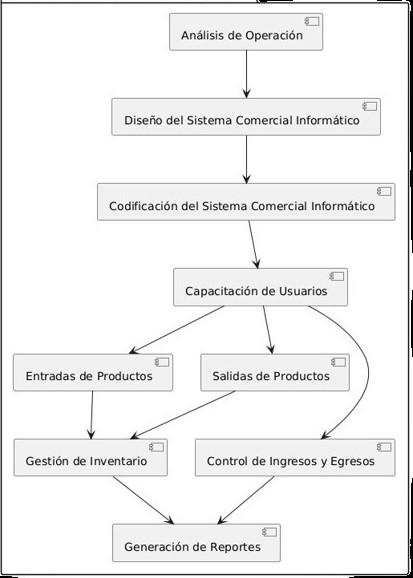 Análisis de Operación
Diseño del Sistema Comercial Informático
Codificación del Sistema Comercial Informático
Capacitación de Usuarios
Entradas de Productos
Salidas de Productos
Gestión de Inventario
Control de Ingresos y Egresos
Generación de Reportes